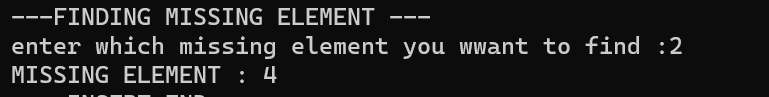 ———FINDING MISSING ELEMENT ———
enter which missing element you wwant to find :2
MISSING ELEMENT : 4